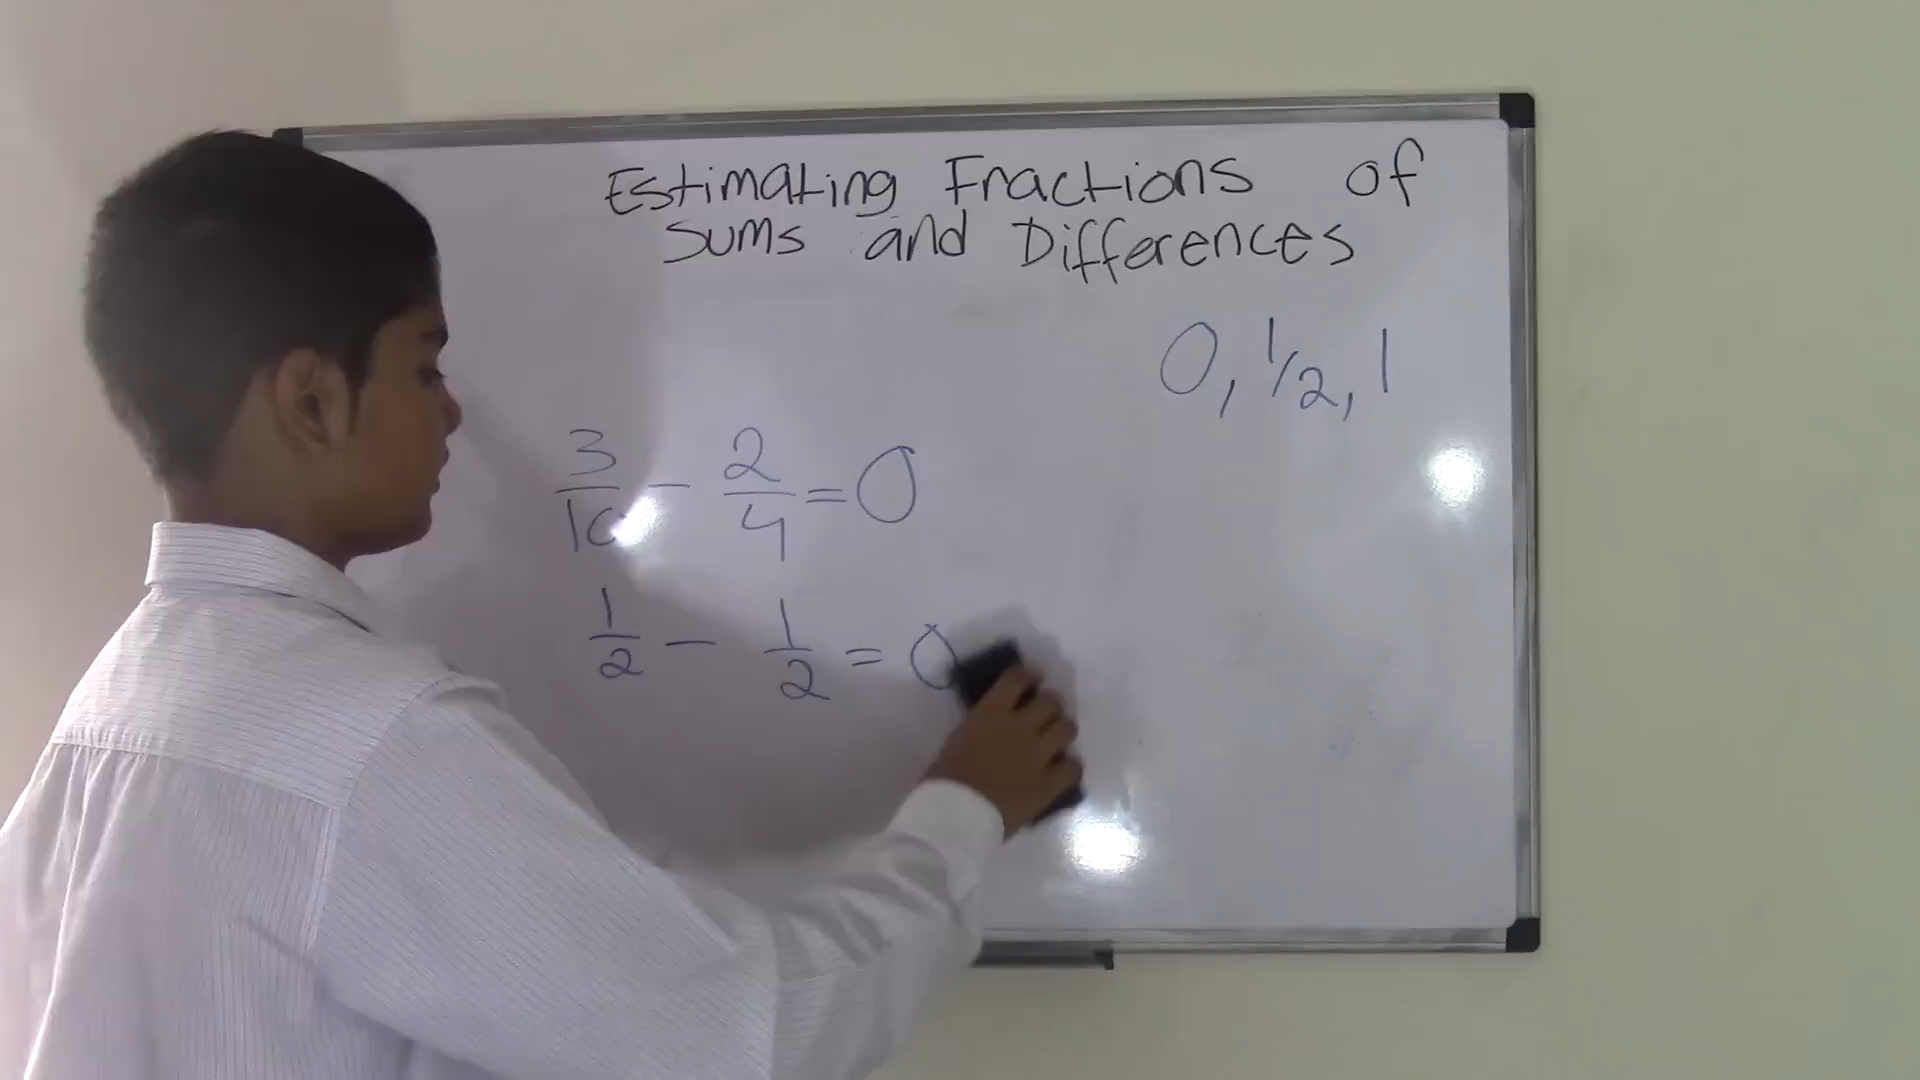 Estimating Fractions of
Sums and Differences
0, 1/2, 1
3/10 - 2/4 = 0
1/2 - 1/2 = 0